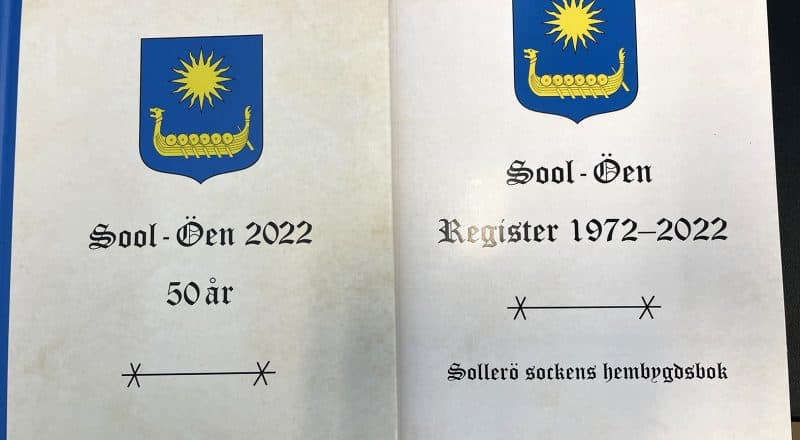 Sool-Öen 2022
50 år
Sool-Öen
Register 1972–2022
Sollerö sockens hembygdsbok